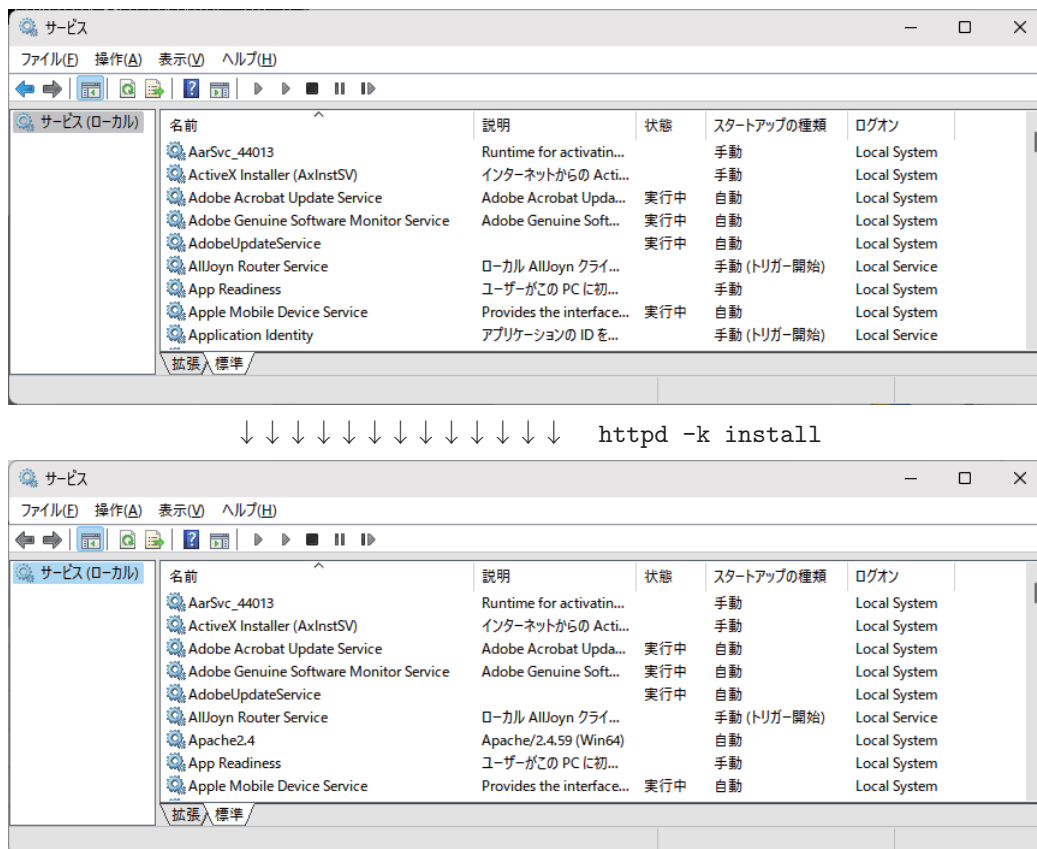 サービス
ファイル(F) 操作(A) 表示(V) ヘルプ(H)
サービス (ローカル)
名前 説明 状態 スタートアップの種類 ログオン
AarSvc_44013 Runtime for activatin... 手動 Local System
ActiveX Installer (AxInstSV) インターネットからの Acti... 手動 Local System
Adobe Acrobat Update Service Adobe Acrobat Upda... 実行中 自動 Local System
Adobe Genuine Software Monitor Service Adobe Genuine Soft... 実行中 自動 Local System
AdobeUpdateService 実行中 自動 Local System
AllJoyn Router Service ローカル AllJoyn クライ... 手動 (トリガー開始) Local Service
App Readiness ユーザーがこの PC に初... 手動 Local System
Apple Mobile Device Service Provides the interface... 実行中 自動 Local System
Application Identity アプリケーションの ID を... 手動 (トリガー開始) Local Service
拡張 標準
↓ ↓ ↓ ↓ ↓ ↓ ↓ ↓ ↓ ↓ ↓ ↓ ↓ httpd -k install
サービス
ファイル(F) 操作(A) 表示(V) ヘルプ(H)
サービス (ローカル)
名前 説明 状態 スタートアップの種類 ログオン
AarSvc_44013 Runtime for activatin... 手動 Local System
ActiveX Installer (AxInstSV) インターネットからの Acti... 手動 Local System
Adobe Acrobat Update Service Adobe Acrobat Upda... 実行中 自動 Local System
Adobe Genuine Software Monitor Service Adobe Genuine Soft... 実行中 自動 Local System
AdobeUpdateService 実行中 自動 Local System
AllJoyn Router Service ローカル AllJoyn クライ... 手動 (トリガー開始) Local Service
Apache2.4 Apache/2.4.59 (Win64) 自動 Local System
App Readiness ユーザーがこの PC に初... 手動 Local System
Apple Mobile Device Service Provides the interface... 実行中 自動 Local System
拡張 標準